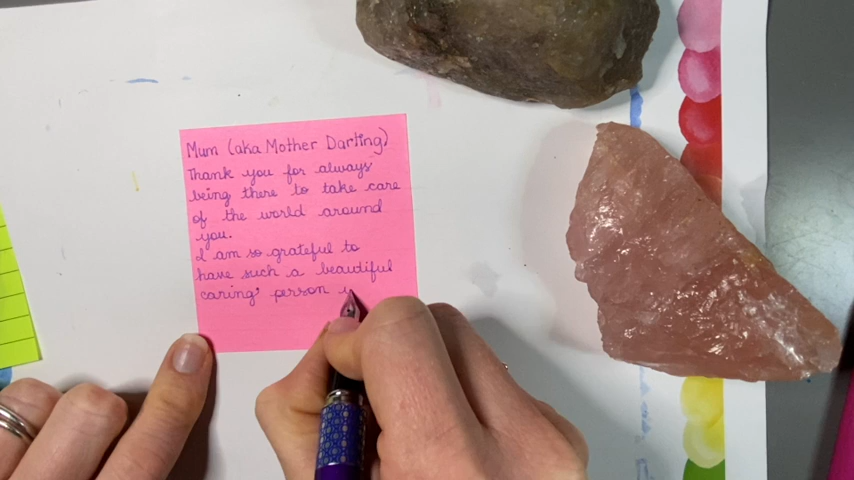 Mum (aka Mother Darling)
Thank you for always
being there to take care
of the world around
you.
I am so grateful to
have such a beautiful
caring person